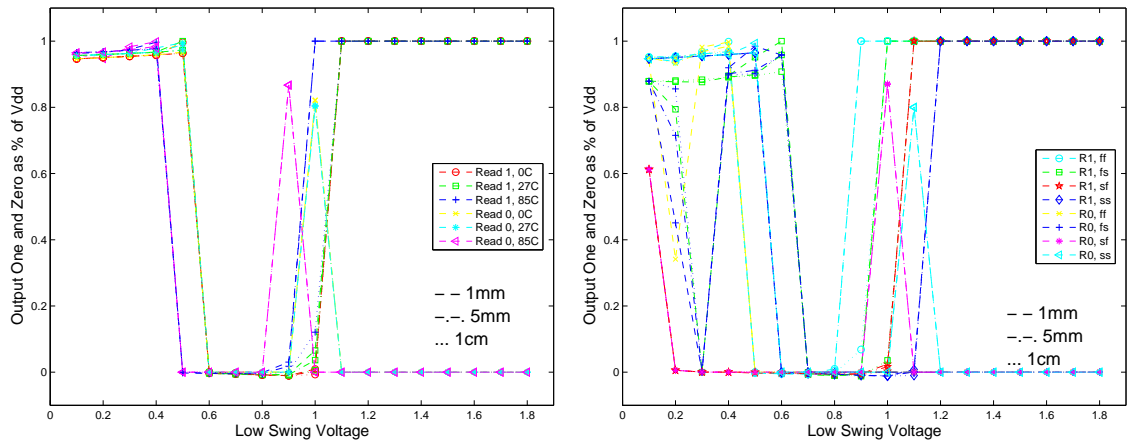 Output One and Zero as % of Vdd
1
0.8
0.6
0.4
0.2
0
0 0.2 0.4 0.6 0.8 1.0 1.2 1.4 1.6 1.8
Low Swing Voltage
Read 1, 0C
Read 1, 27C
Read 1, 85C
Read 0, 0C
Read 0, 27C
Read 0, 85C
1mm
5mm
1cm
Output One and Zero as % of Vdd
1
0.8
0.6
0.4
0.2
0
0 0.2 0.4 0.6 0.8 1.0 1.2 1.4 1.6 1.8
Low Swing Voltage
R1, ff
R1, fs
R1, sf
R1, ss
R0, ff
R0, fs
R0, sf
R0, ss
1mm
5mm
1cm